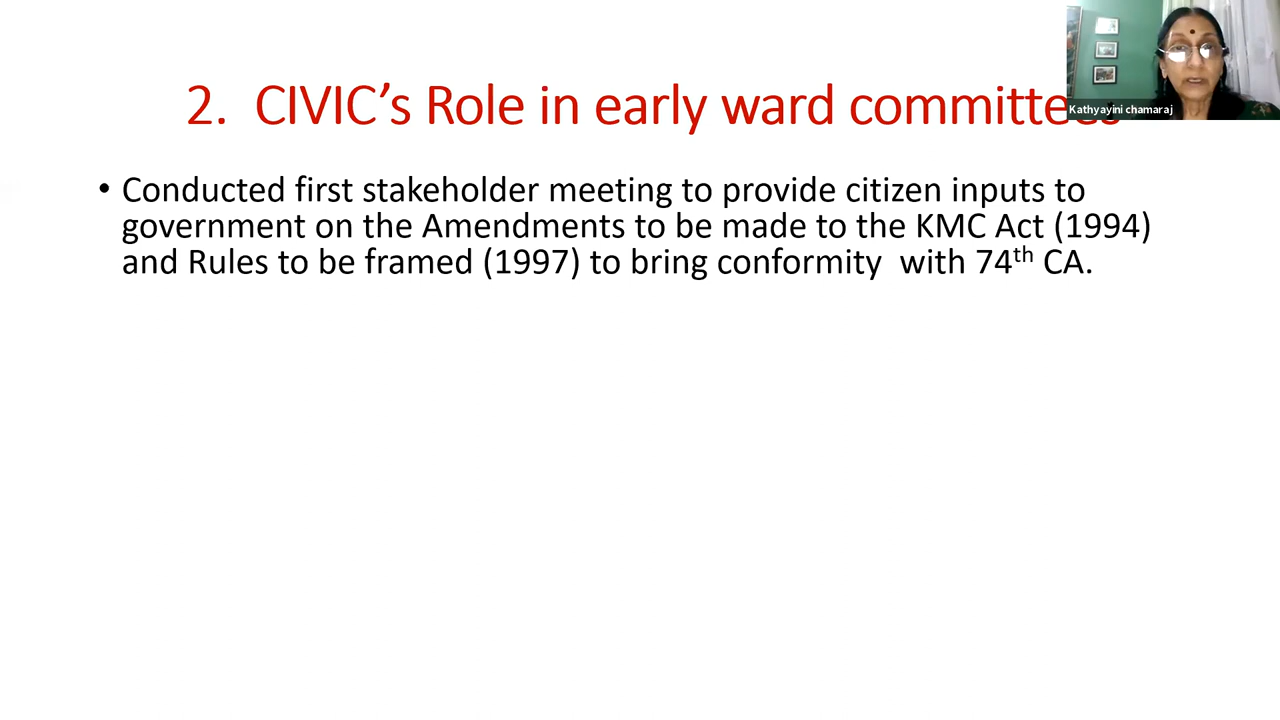 2. CIVIC's Role in early ward committees
Kathyayini chamaraj
• Conducted first stakeholder meeting to provide citizen inputs to
government on the Amendments to be made to the KMC Act (1994)
and Rules to be framed (1997) to bring conformity with 74th CA.